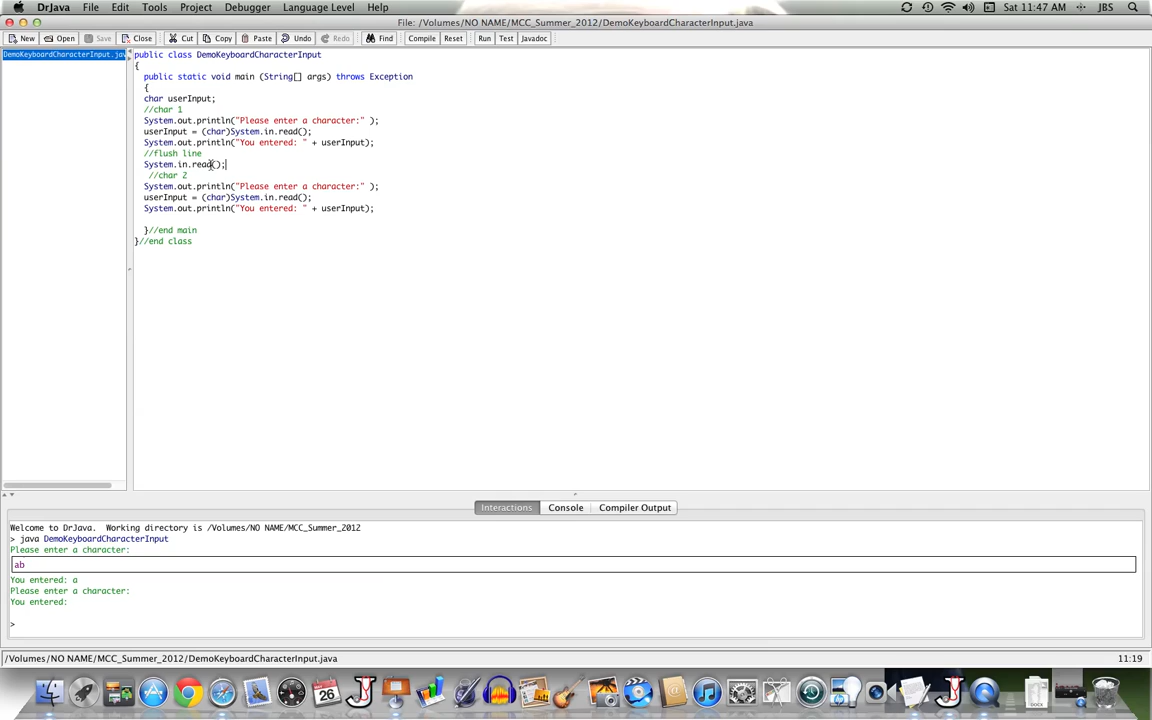 DrJava File Edit Tools Project Debugger Language Level Help Sat 11:47 AM JBS
File: /Volumes/NO NAME/MCC_Summer_2012/DemoKeyboardCharacterInput.java
New Open Save Close Cut Copy Paste Undo Redo Find Compile Reset Run Test Javadoc
DemoKeyboardCharacterInput.jav
public class DemoKeyboardCharacterInput
{
public static void main (String[] args) throws Exception
{
char userInput;
//char 1
System.out.println("Please enter a character:" );
userInput = (char)System.in.read();
System.out.println("You entered: " + userInput);
//flush line
System.in.read();
//char 2
System.out.println("Please enter a character:" );
userInput = (char)System.in.read();
System.out.println("You entered: " + userInput);
}//end main
}//end class
Interactions Console Compiler Output
Welcome to DrJava. Working directory is /Volumes/NO NAME/MCC_Summer_2012
> java DemoKeyboardCharacterInput
Please enter a character:
ab
You entered: a
Please enter a character:
You entered:
>
/Volumes/NO NAME/MCC_Summer_2012/DemoKeyboardCharacterInput.java 11:19
26